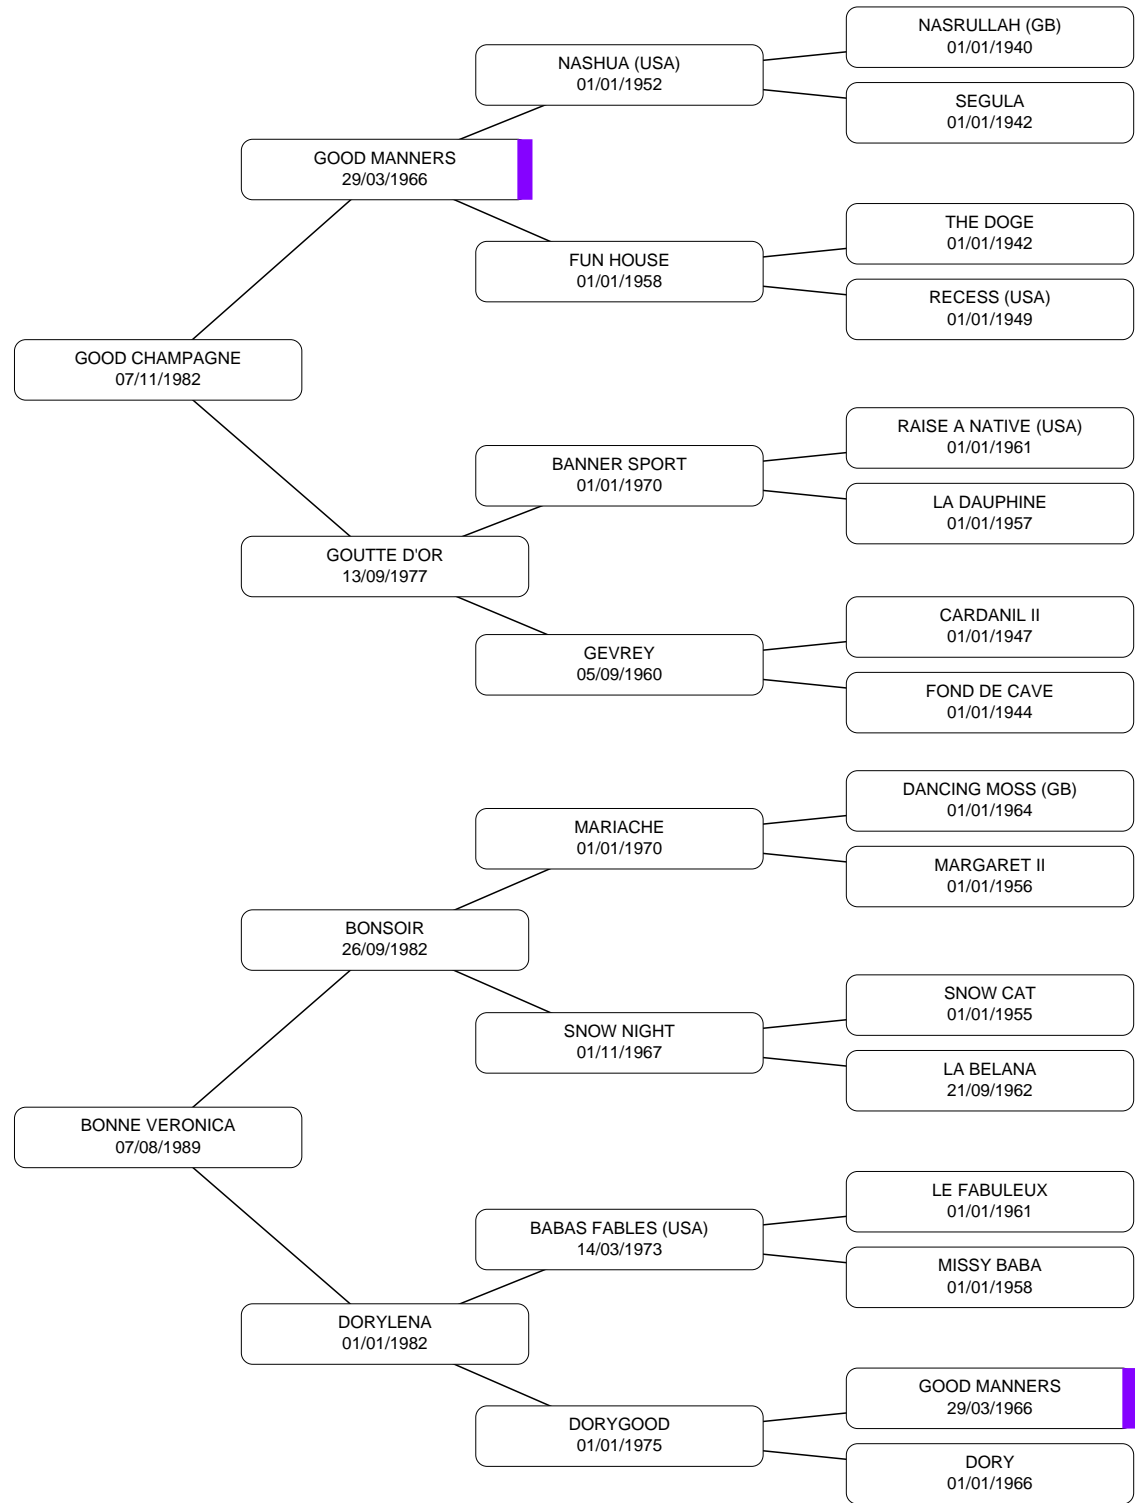 NASRULLAH (GB)
01/01/1940
NASHUA (USA)
01/01/1952
SEGULA
01/01/1942
GOOD MANNERS
29/03/1966
THE DOGE
01/01/1942
FUN HOUSE
01/01/1958
RECESS (USA)
01/01/1949
GOOD CHAMPAGNE
07/11/1982
RAISE A NATIVE (USA)
01/01/1961
BANNER SPORT
01/01/1970
LA DAUPHINE
01/01/1957
GOUTTE D'OR
13/09/1977
CARDANIL II
01/01/1947
GEVREY
05/09/1960
FOND DE CAVE
01/01/1944
DANCING MOSS (GB)
01/01/1964
MARIACHE
01/01/1970
MARGARET II
01/01/1956
BONSOIR
26/09/1982
SNOW CAT
01/01/1955
SNOW NIGHT
01/11/1967
LA BELANA
21/09/1962
BONNE VERONICA
07/08/1989
LE FABULEUX
01/01/1961
BABAS FABLES (USA)
14/03/1973
MISSY BABA
01/01/1958
DORYLENA
01/01/1982
GOOD MANNERS
29/03/1966
DORYGOOD
01/01/1975
DORY
01/01/1966